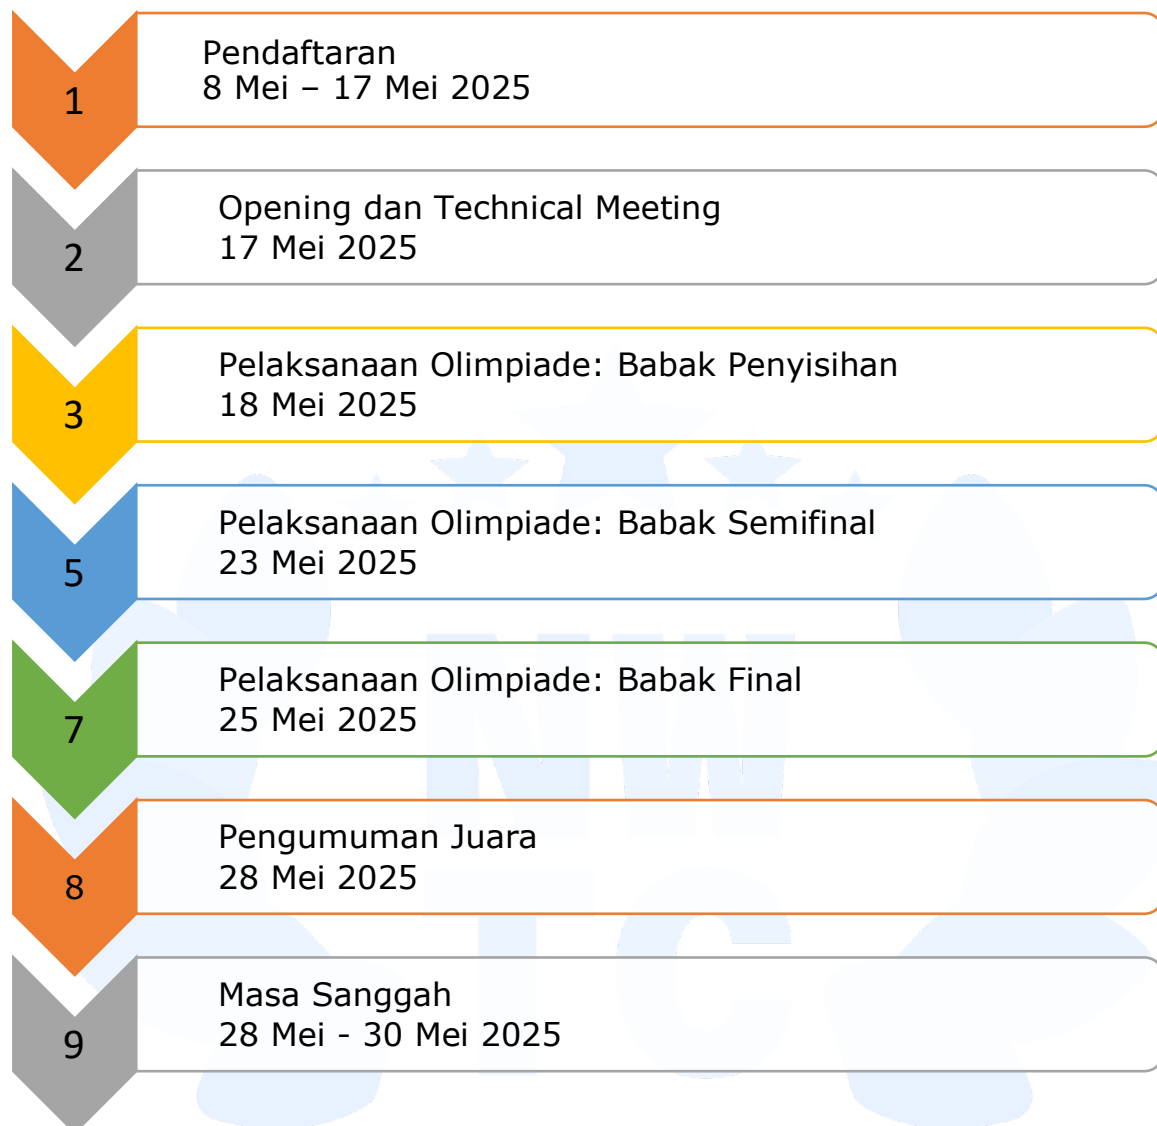 1
Pendaftaran
8 Mei – 17 Mei 2025
2
Opening dan Technical Meeting
17 Mei 2025
3
Pelaksanaan Olimpiade: Babak Penyisihan
18 Mei 2025
5
Pelaksanaan Olimpiade: Babak Semifinal
23 Mei 2025
7
Pelaksanaan Olimpiade: Babak Final
25 Mei 2025
8
Pengumuman Juara
28 Mei 2025
9
Masa Sanggah
28 Mei - 30 Mei 2025
NW
TC